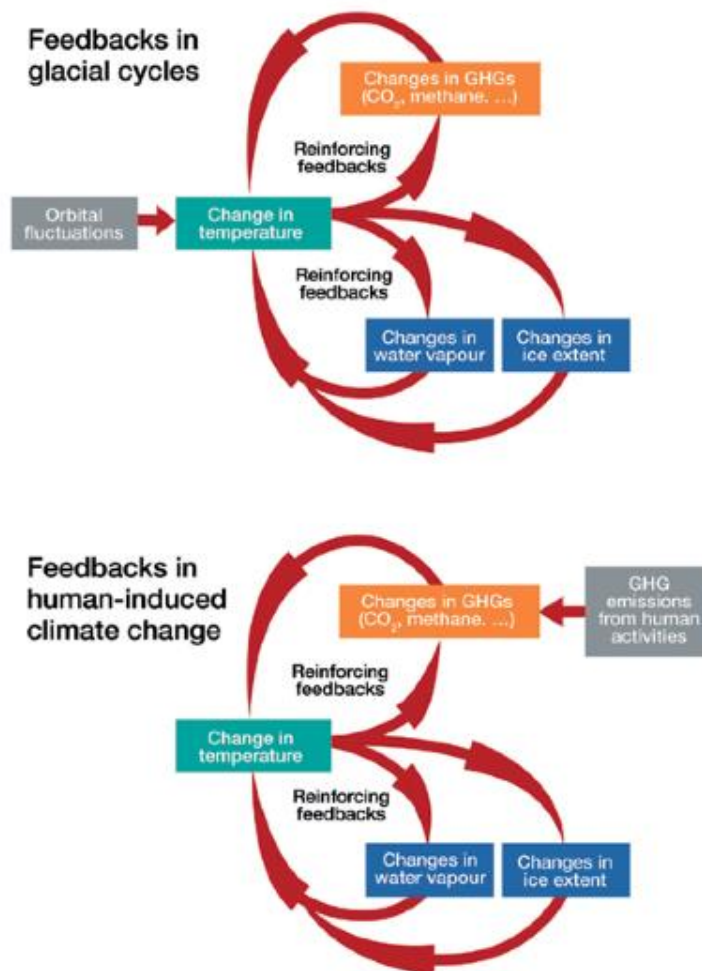 Feedbacks in
glacial cycles
Changes in GHGs
(CO₂, methane. ...)
Reinforcing
feedbacks
Orbital
fluctuations
Change in
temperature
Reinforcing
feedbacks
Changes in
water vapour
Changes in
ice extent
Feedbacks in
human-induced
climate change
Changes in GHGs
(CO₂, methane. ...)
GHG
emissions
from human
activities
Reinforcing
feedbacks
Change in
temperature
Reinforcing
feedbacks
Changes in
water vapour
Changes in
ice extent